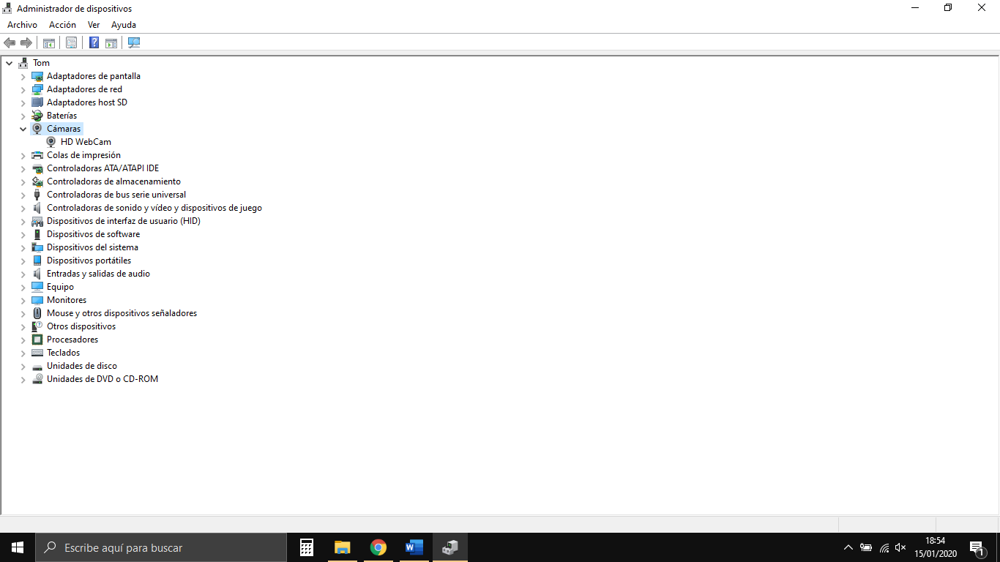 Administrador de dispositivos
Archivo Acción Ver Ayuda
Tom
Adaptadores de pantalla
Adaptadores de red
Adaptadores host SD
Baterías
Cámaras
HD WebCam
Colas de impresión
Controladoras ATA/ATAPI IDE
Controladoras de almacenamiento
Controladoras de bus serie universal
Controladoras de sonido y vídeo y dispositivos de juego
Dispositivos de interfaz de usuario (HID)
Dispositivos de software
Dispositivos del sistema
Dispositivos portátiles
Entradas y salidas de audio
Equipo
Monitores
Mouse y otros dispositivos señaladores
Otros dispositivos
Procesadores
Teclados
Unidades de disco
Unidades de DVD o CD-ROM
Escribe aquí para buscar
18:54
15/01/2020
1